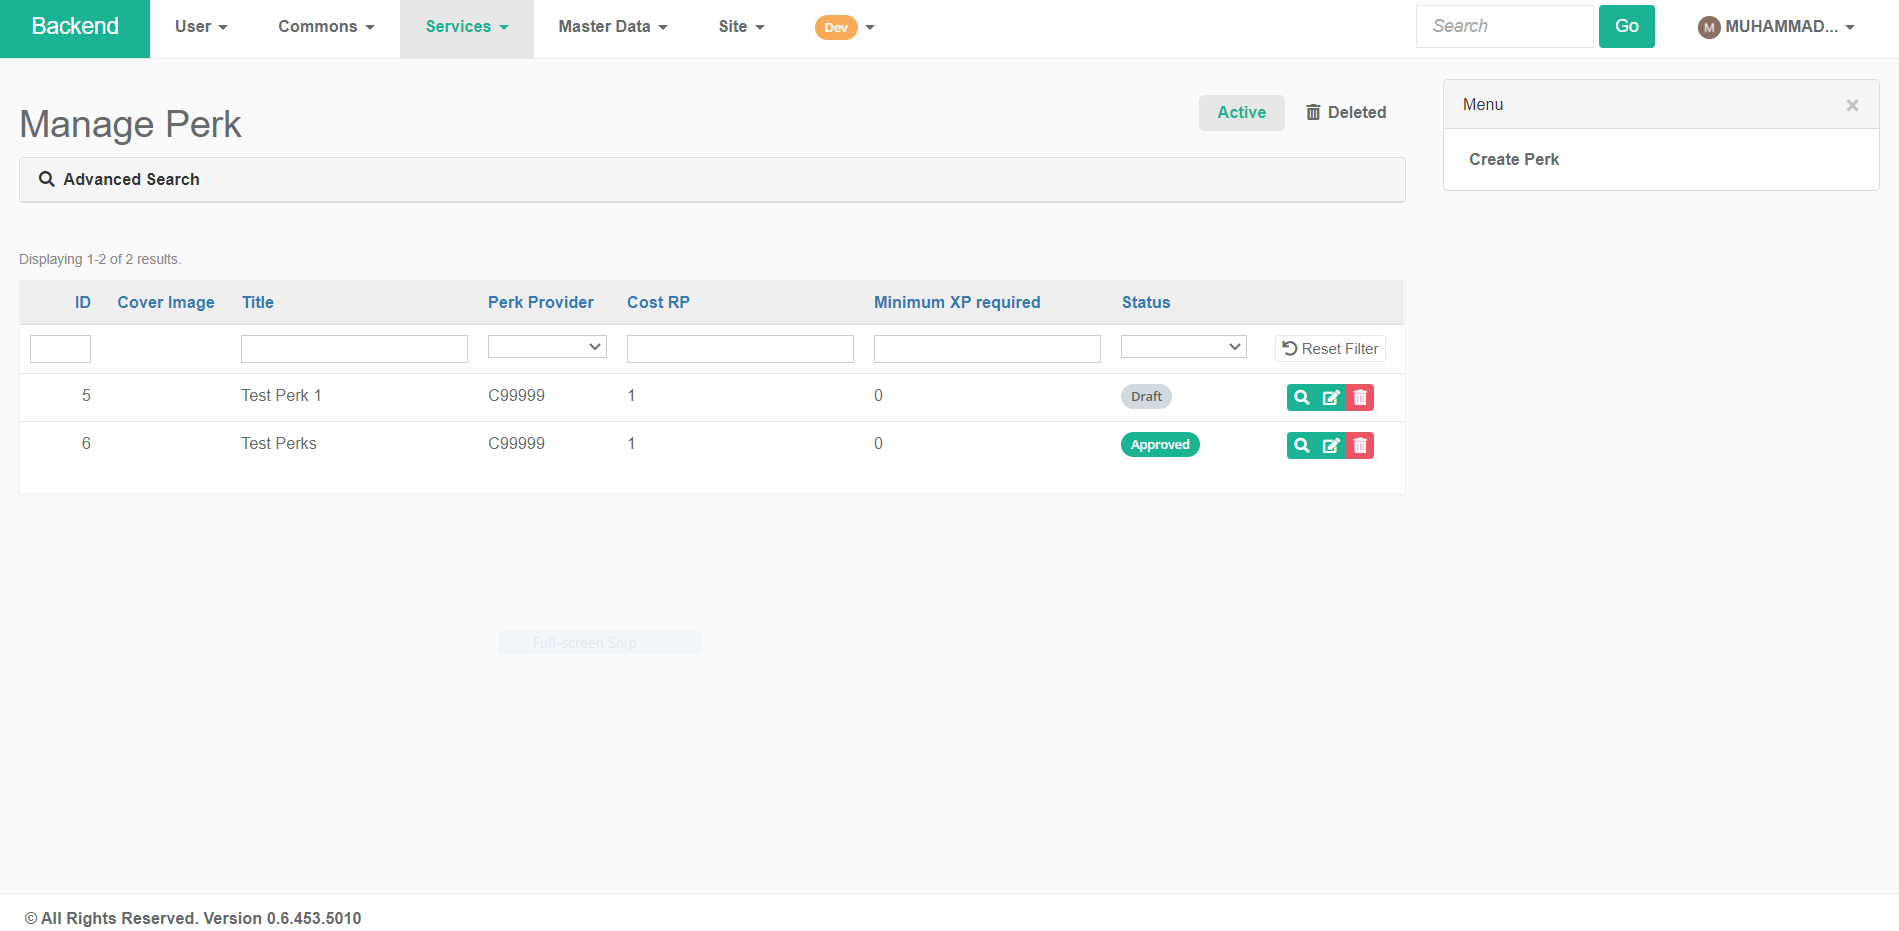 Backend User Commons Services Master Data Site Dev Search Go M MUHAMMAD...
Manage Perk
Active Deleted
Menu ×
Create Perk
Advanced Search
Displaying 1-2 of 2 results.
ID Cover Image Title Perk Provider Cost RP Minimum XP required Status
Reset Filter
5 Test Perk 1 C99999 1 0 Draft
6 Test Perks C99999 1 0 Approved
Full-screen Snip
© All Rights Reserved. Version 0.6.453.5010